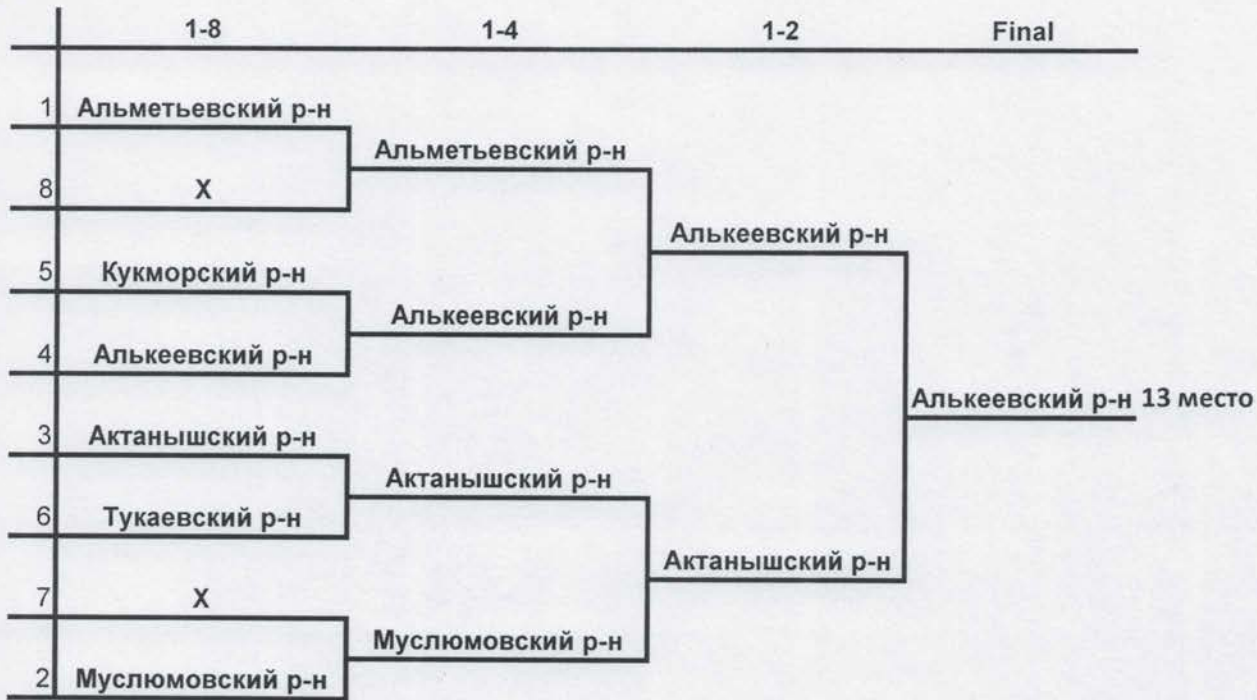 1-8 1-4 1-2 Final
1 Альметьевский р-н
Альметьевский р-н
8 X
Алькеевский р-н
5 Кукморский р-н
Алькеевский р-н
4 Алькеевский р-н
Алькеевский р-н 13 место
3 Актанышский р-н
Актанышский р-н
6 Тукаевский р-н
Актанышский р-н
7 X
Муслюмовский р-н
2 Муслюмовский р-н